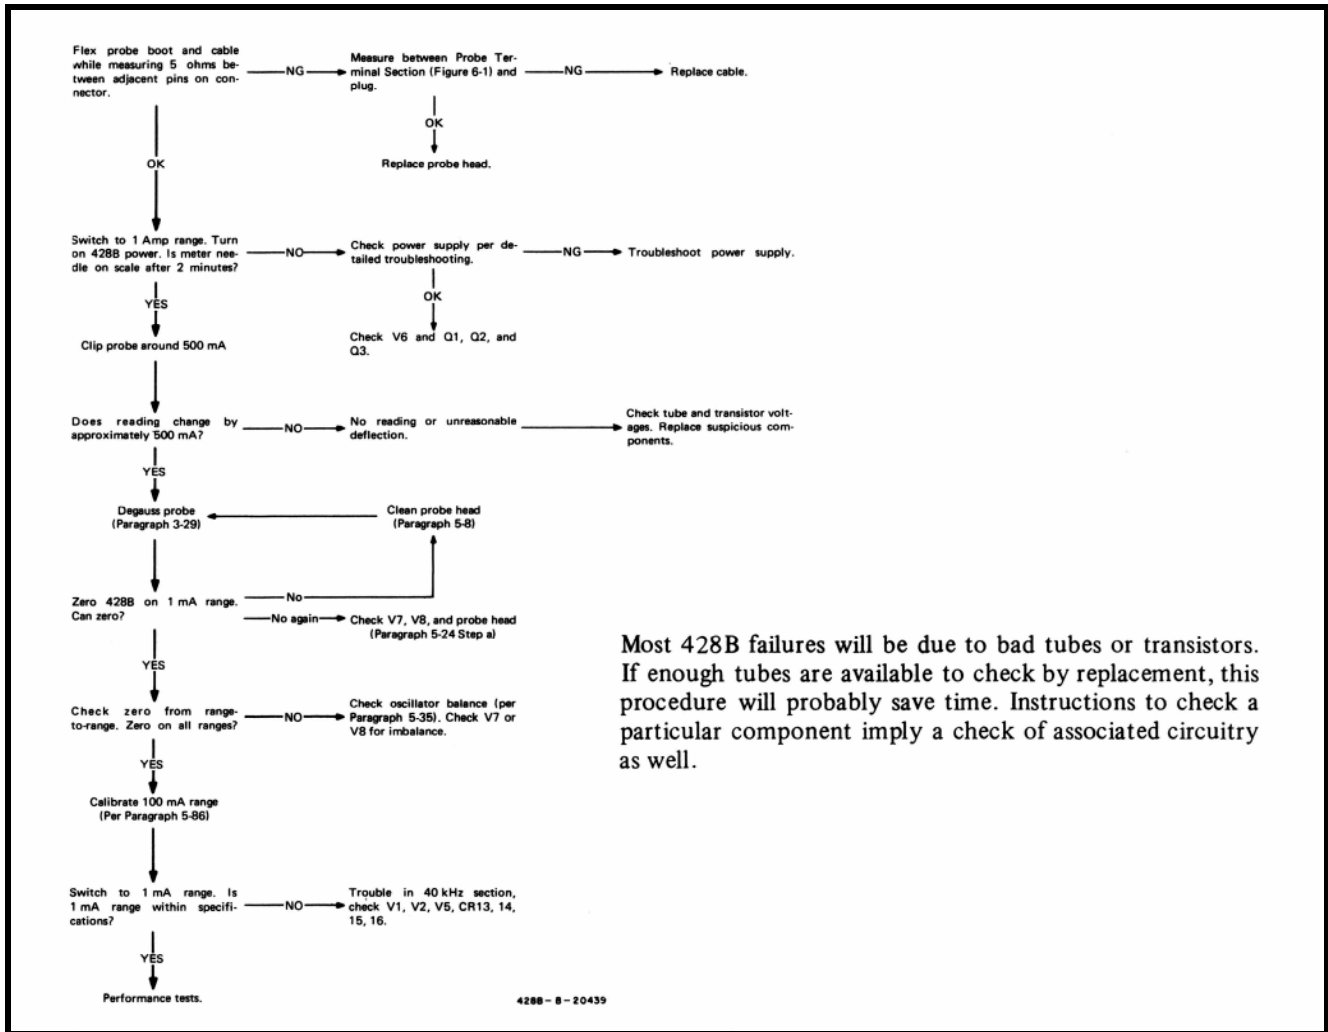 Flex probe boot and cable
while measuring 5 ohms be-
tween adjacent pins on con-
nector.
NG
Measure between Probe Ter-
minal Section (Figure 6-1) and
plug.
NG
Replace cable.
OK
Replace probe head.
OK
Switch to 1 Amp range. Turn
on 428B power. Is meter nee-
dle on scale after 2 minutes?
NO
Check power supply per de-
tailed troubleshooting.
NG
Troubleshoot power supply.
OK
Check V6 and Q1, Q2, and
Q3.
YES
Clip probe around 500 mA
Does reading change by
approximately 500 mA?
NO
No reading or unreasonable
deflection.
Check tube and transistor volt-
ages. Replace suspicious com-
ponents.
YES
Degauss probe
(Paragraph 3-29)
Clean probe head
(Paragraph 5-8)
Zero 428B on 1 mA range.
Can zero?
No
No again
Check V7, V8, and probe head
(Paragraph 5-24 Step a)
YES
Check zero from range-
to-range. Zero on all ranges?
NO
Check oscillator balance (per
Paragraph 5-35). Check V7 or
V8 for imbalance.
YES
Calibrate 100 mA range
(Per Paragraph 5-86)
Switch to 1 mA range. Is
1 mA range within specifi-
cations?
NO
Trouble in 40 kHz section,
check V1, V2, V5, CR13, 14,
15, 16.
YES
Performance tests.
Most 428B failures will be due to bad tubes or transistors.
If enough tubes are available to check by replacement, this
procedure will probably save time. Instructions to check a
particular component imply a check of associated circuitry
as well.
428B-B-20439